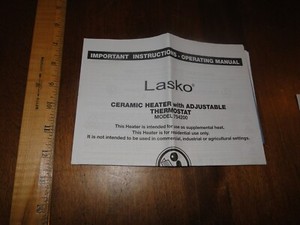 IMPORTANT INSTRUCTIONS - OPERATING MANUAL
Lasko
CERAMIC HEATER with ADJUSTABLE
THERMOSTAT
MODEL 754200
This Heater is intended for use as supplemental heat.
This Heater is for residential use only.
It is not intended to be used in commercial, industrial or agricultural settings.